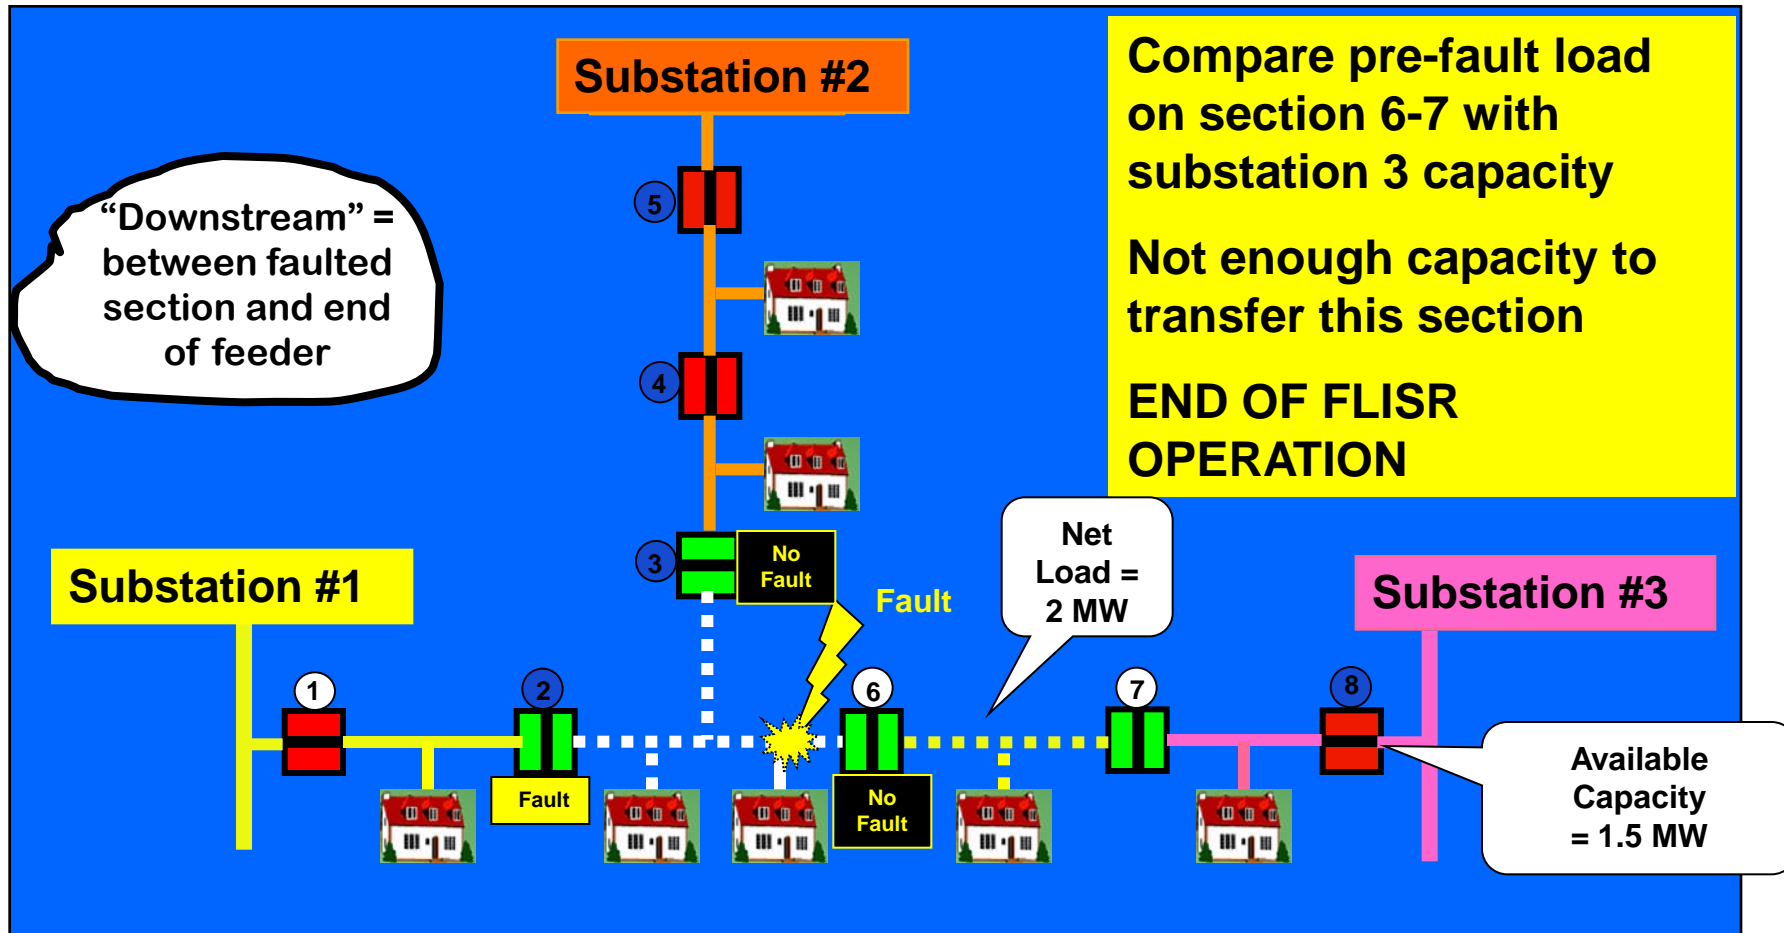 Substation #2
Compare pre-fault load
on section 6-7 with
substation 3 capacity
Not enough capacity to
transfer this section
END OF FLISR
OPERATION
“Downstream” =
between faulted
section and end
of feeder
5
4
3
No
Fault
Fault
Net
Load =
2 MW
Substation #1
Substation #3
1
2
6
7
8
Fault
No
Fault
Available
Capacity
= 1.5 MW